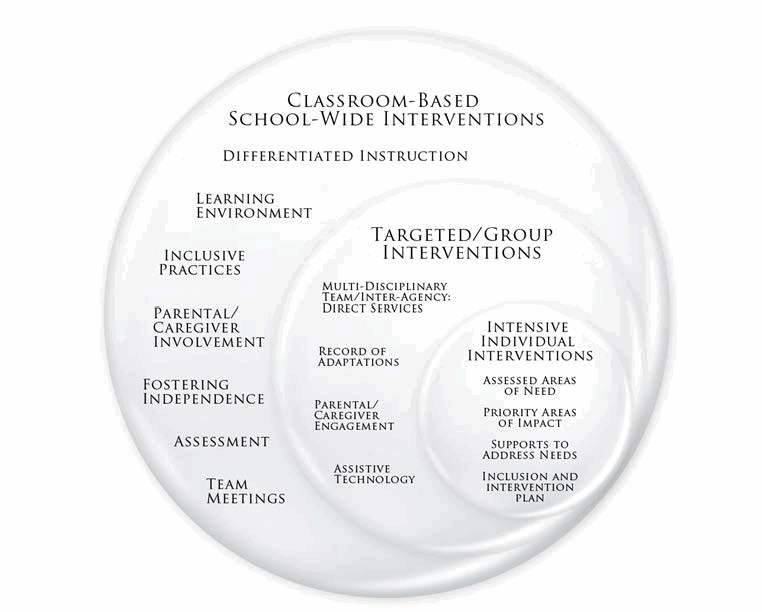 Classroom-Based
School-Wide Interventions
Differentiated Instruction
Learning
Environment
Inclusive
Practices
Parental/
Caregiver
Involvement
Fostering
Independence
Assessment
Team
Meetings
Targeted/Group
Interventions
Multi-Disciplinary
Team/Inter-Agency:
Direct Services
Record of
Adaptations
Parental/
Caregiver
Engagement
Assistive
Technology
Intensive
Individual
Interventions
Assessed Areas
of Need
Priority Areas
of Impact
Supports to
Address Needs
Inclusion and
intervention
plan